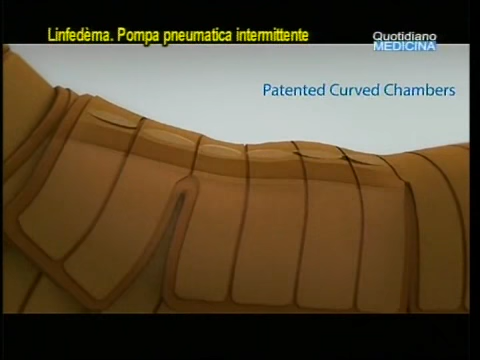 Linfedèma. Pompa pneumatica intermittente
Quotidiano
MEDICINA
Patented Curved Chambers